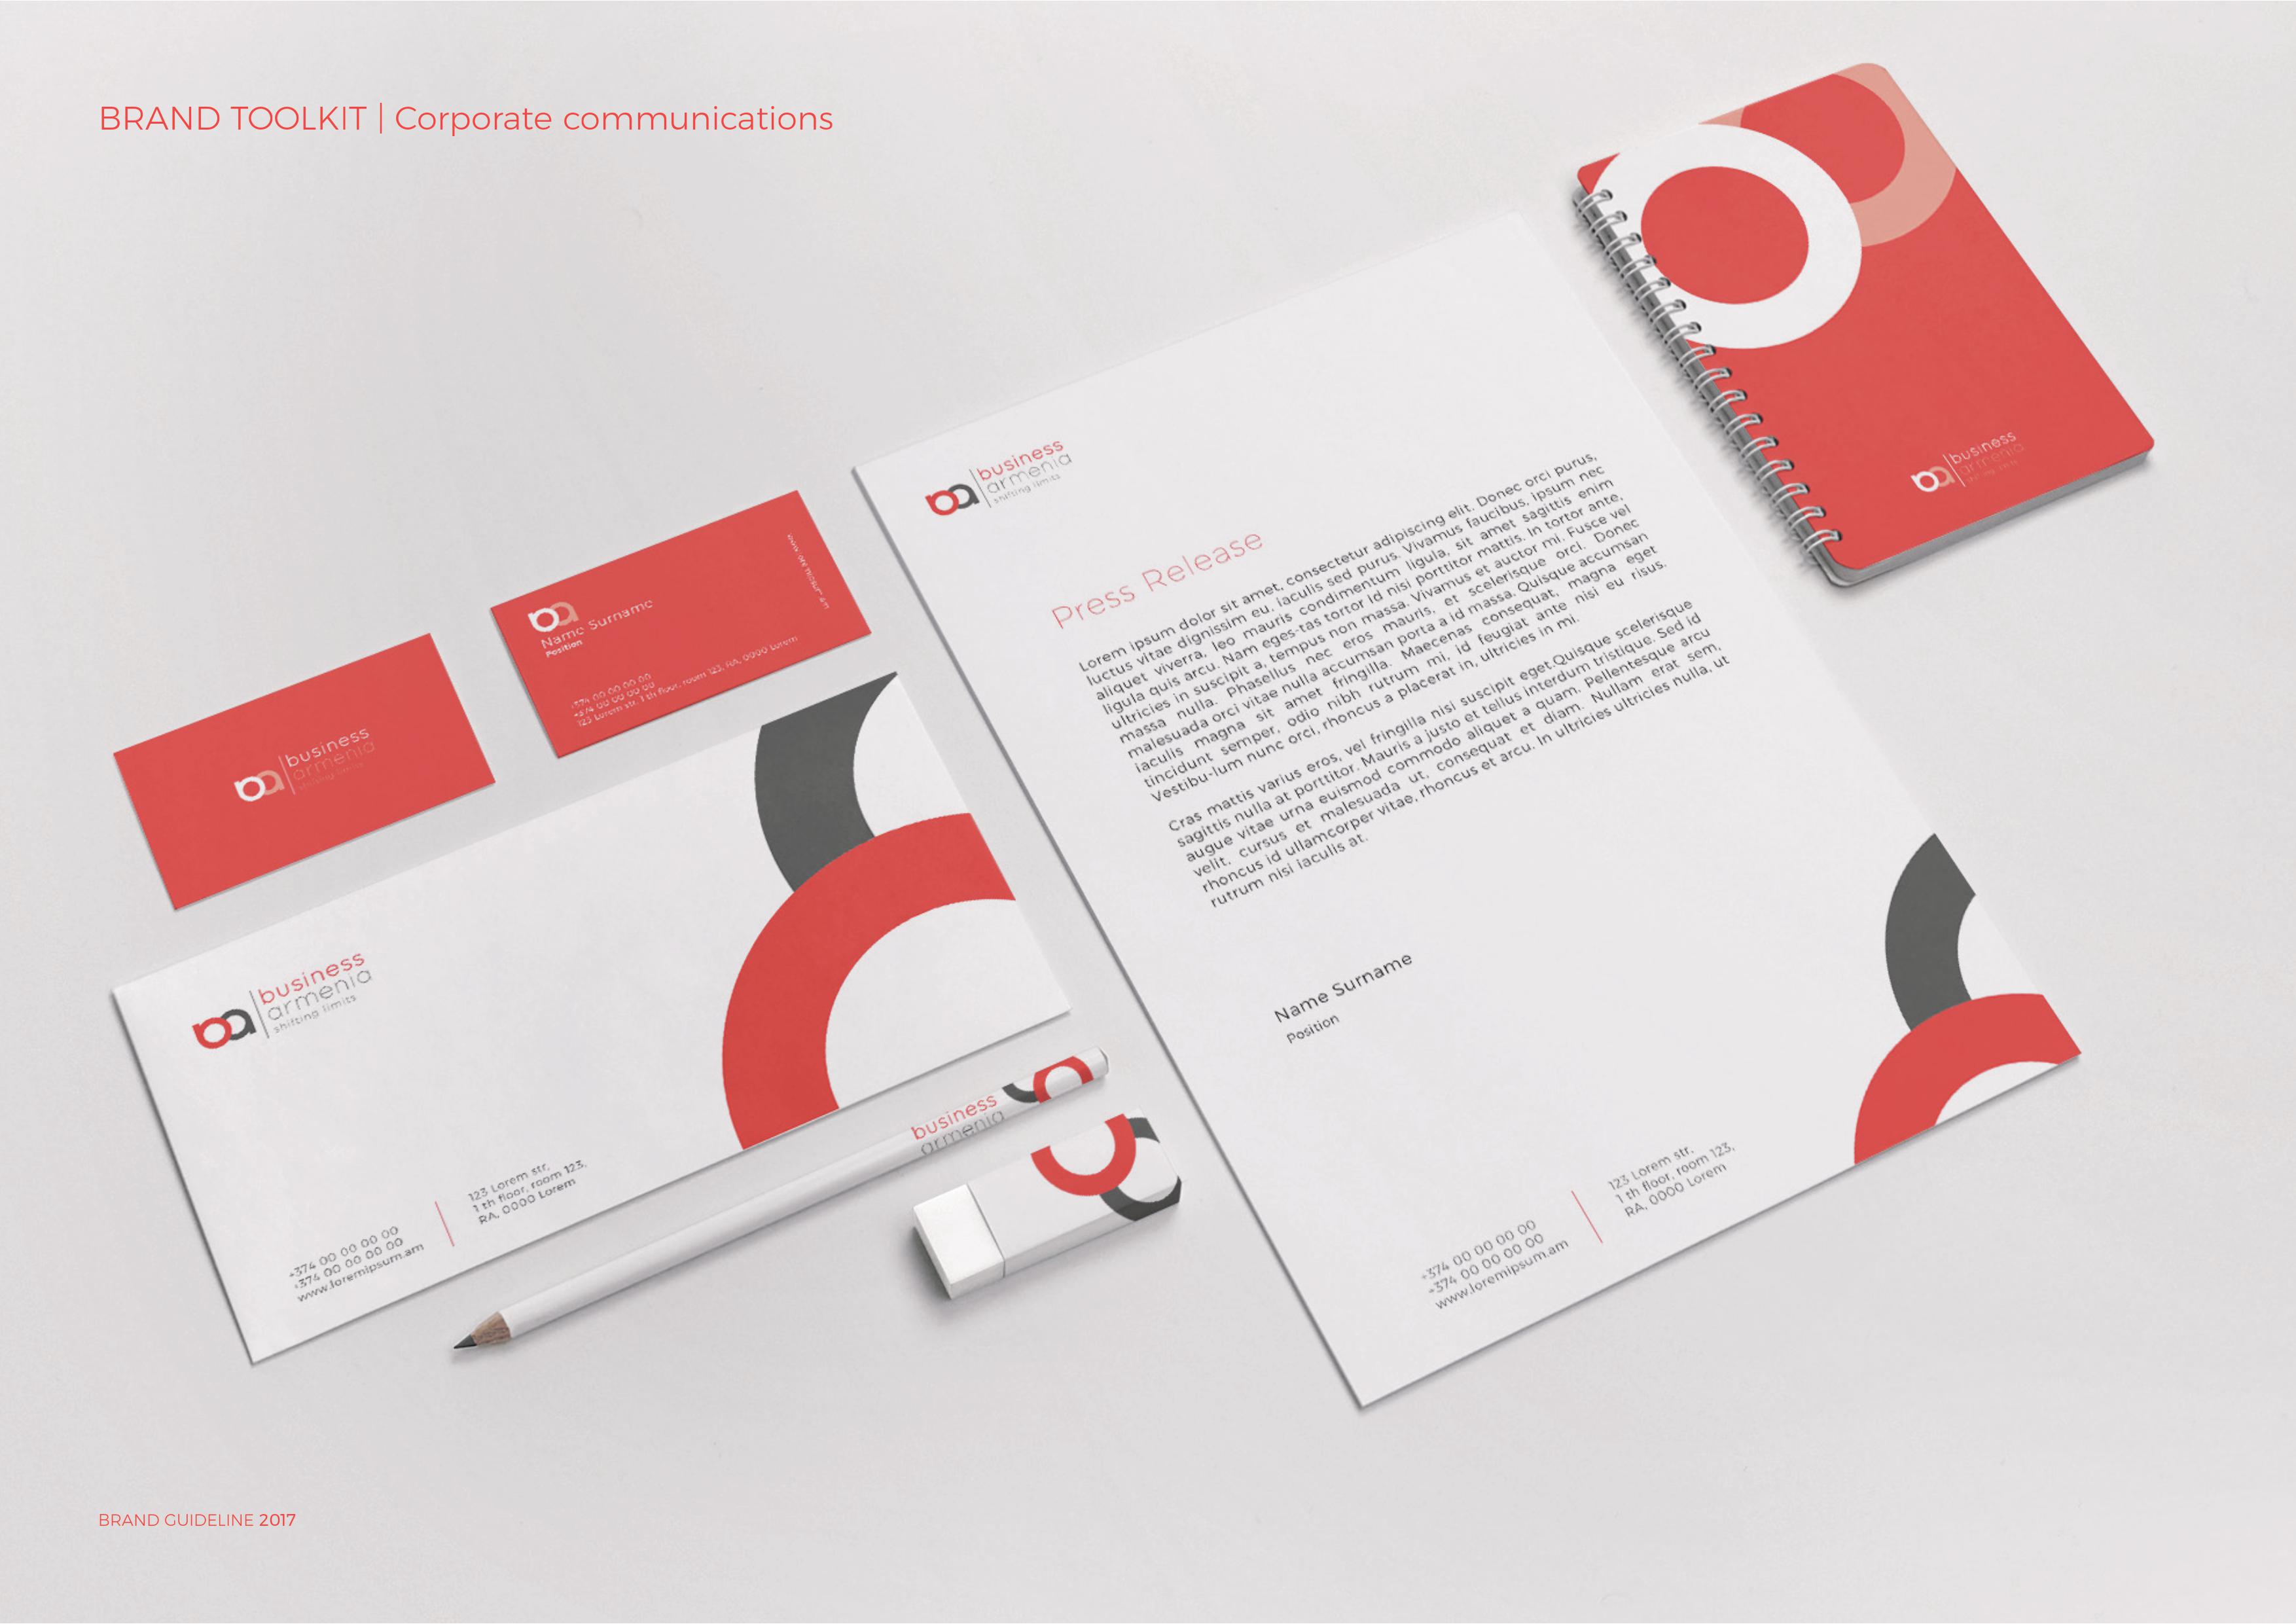 BRAND TOOLKIT | Corporate communications
business
armenia
business
armenia
shifting limits
Press Release
Lorem ipsum dolor sit amet, consectetur adipiscing elit. Donec orci purus,
luctus vitae dignissim eu, iaculis sed purus. Vivamus faucibus, ipsum nec
aliquet viverra, leo mauris condimentum ligula, sit amet sagittis enim
ligula quis arcu. Nam eges-tas tortor id nisi porttitor mattis. In tortor ante,
ultricies in suscipit a, tempus non massa. Vivamus et auctor mi. Fusce vel
massa nulla. Phasellus nec eros mauris, et scelerisque orci. Donec
malesuada orci vitae nulla accumsan porta a id massa. Quisque accumsan
iaculis magna sit amet fringilla. Maecenas consequat, magna eget
tincidunt semper, odio nibh rutrum mi, id feugiat ante nisi eu risus.
Vestibu-lum nunc orci, rhoncus a placerat in, ultricies in mi.
Cras mattis varius eros, vel fringilla nisi suscipit eget.Quisque scelerisque
sagittis nulla at porttitor. Mauris a justo et tellus interdum tristique. Sed id
augue vitae urna euismod commodo aliquet a quam. Pellentesque arcu
velit, cursus et malesuada ut, consequat et diam. Nullam erat sem,
rhoncus id ullamcorper vitae, rhoncus et arcu. In ultricies ultricies nulla, ut
rutrum nisi iaculis at.
Name Surname
Position
+374 00 00 00 00
+374 00 00 00 00
www.loremipsum.am
123 Lorem str,
1 th floor, room 123,
RA, 0000 Lorem
Name Surname
Position
+374 00 00 00 00
+374 00 00 00 00
123 Lorem str. 1 th floor, room 123, RA, 0000 Lorem
business
armenia
business
armenia
shifting limits
+374 00 00 00 00
+374 00 00 00 00
www.loremipsum.am
123 Lorem str,
1 th floor, room 123,
RA, 0000 Lorem
business
armenia
BRAND GUIDELINE 2017